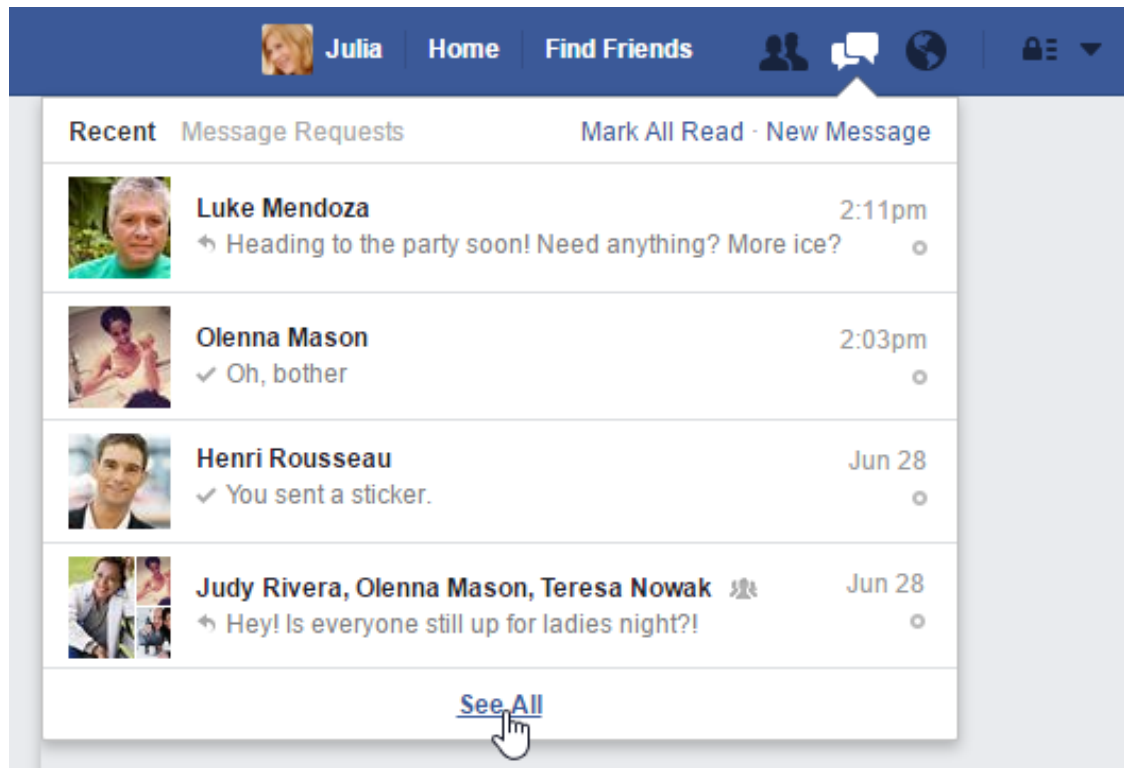 Julia Home Find Friends
Recent Message Requests Mark All Read · New Message
Luke Mendoza 2:11pm
Heading to the party soon! Need anything? More ice?
Olenna Mason 2:03pm
Oh, bother
Henri Rousseau Jun 28
You sent a sticker.
Judy Rivera, Olenna Mason, Teresa Nowak Jun 28
Hey! Is everyone still up for ladies night?!
See All